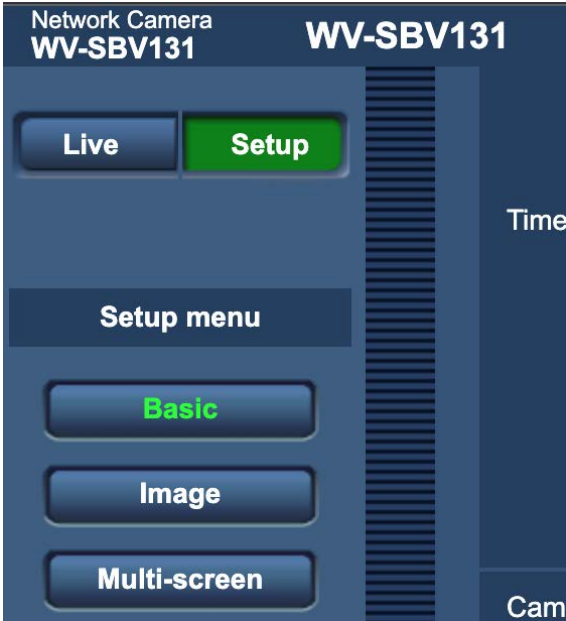 Network Camera
WV-SBV131
WV-SBV131
Live
Setup
Time
Setup menu
Basic
Image
Multi-screen
Cam